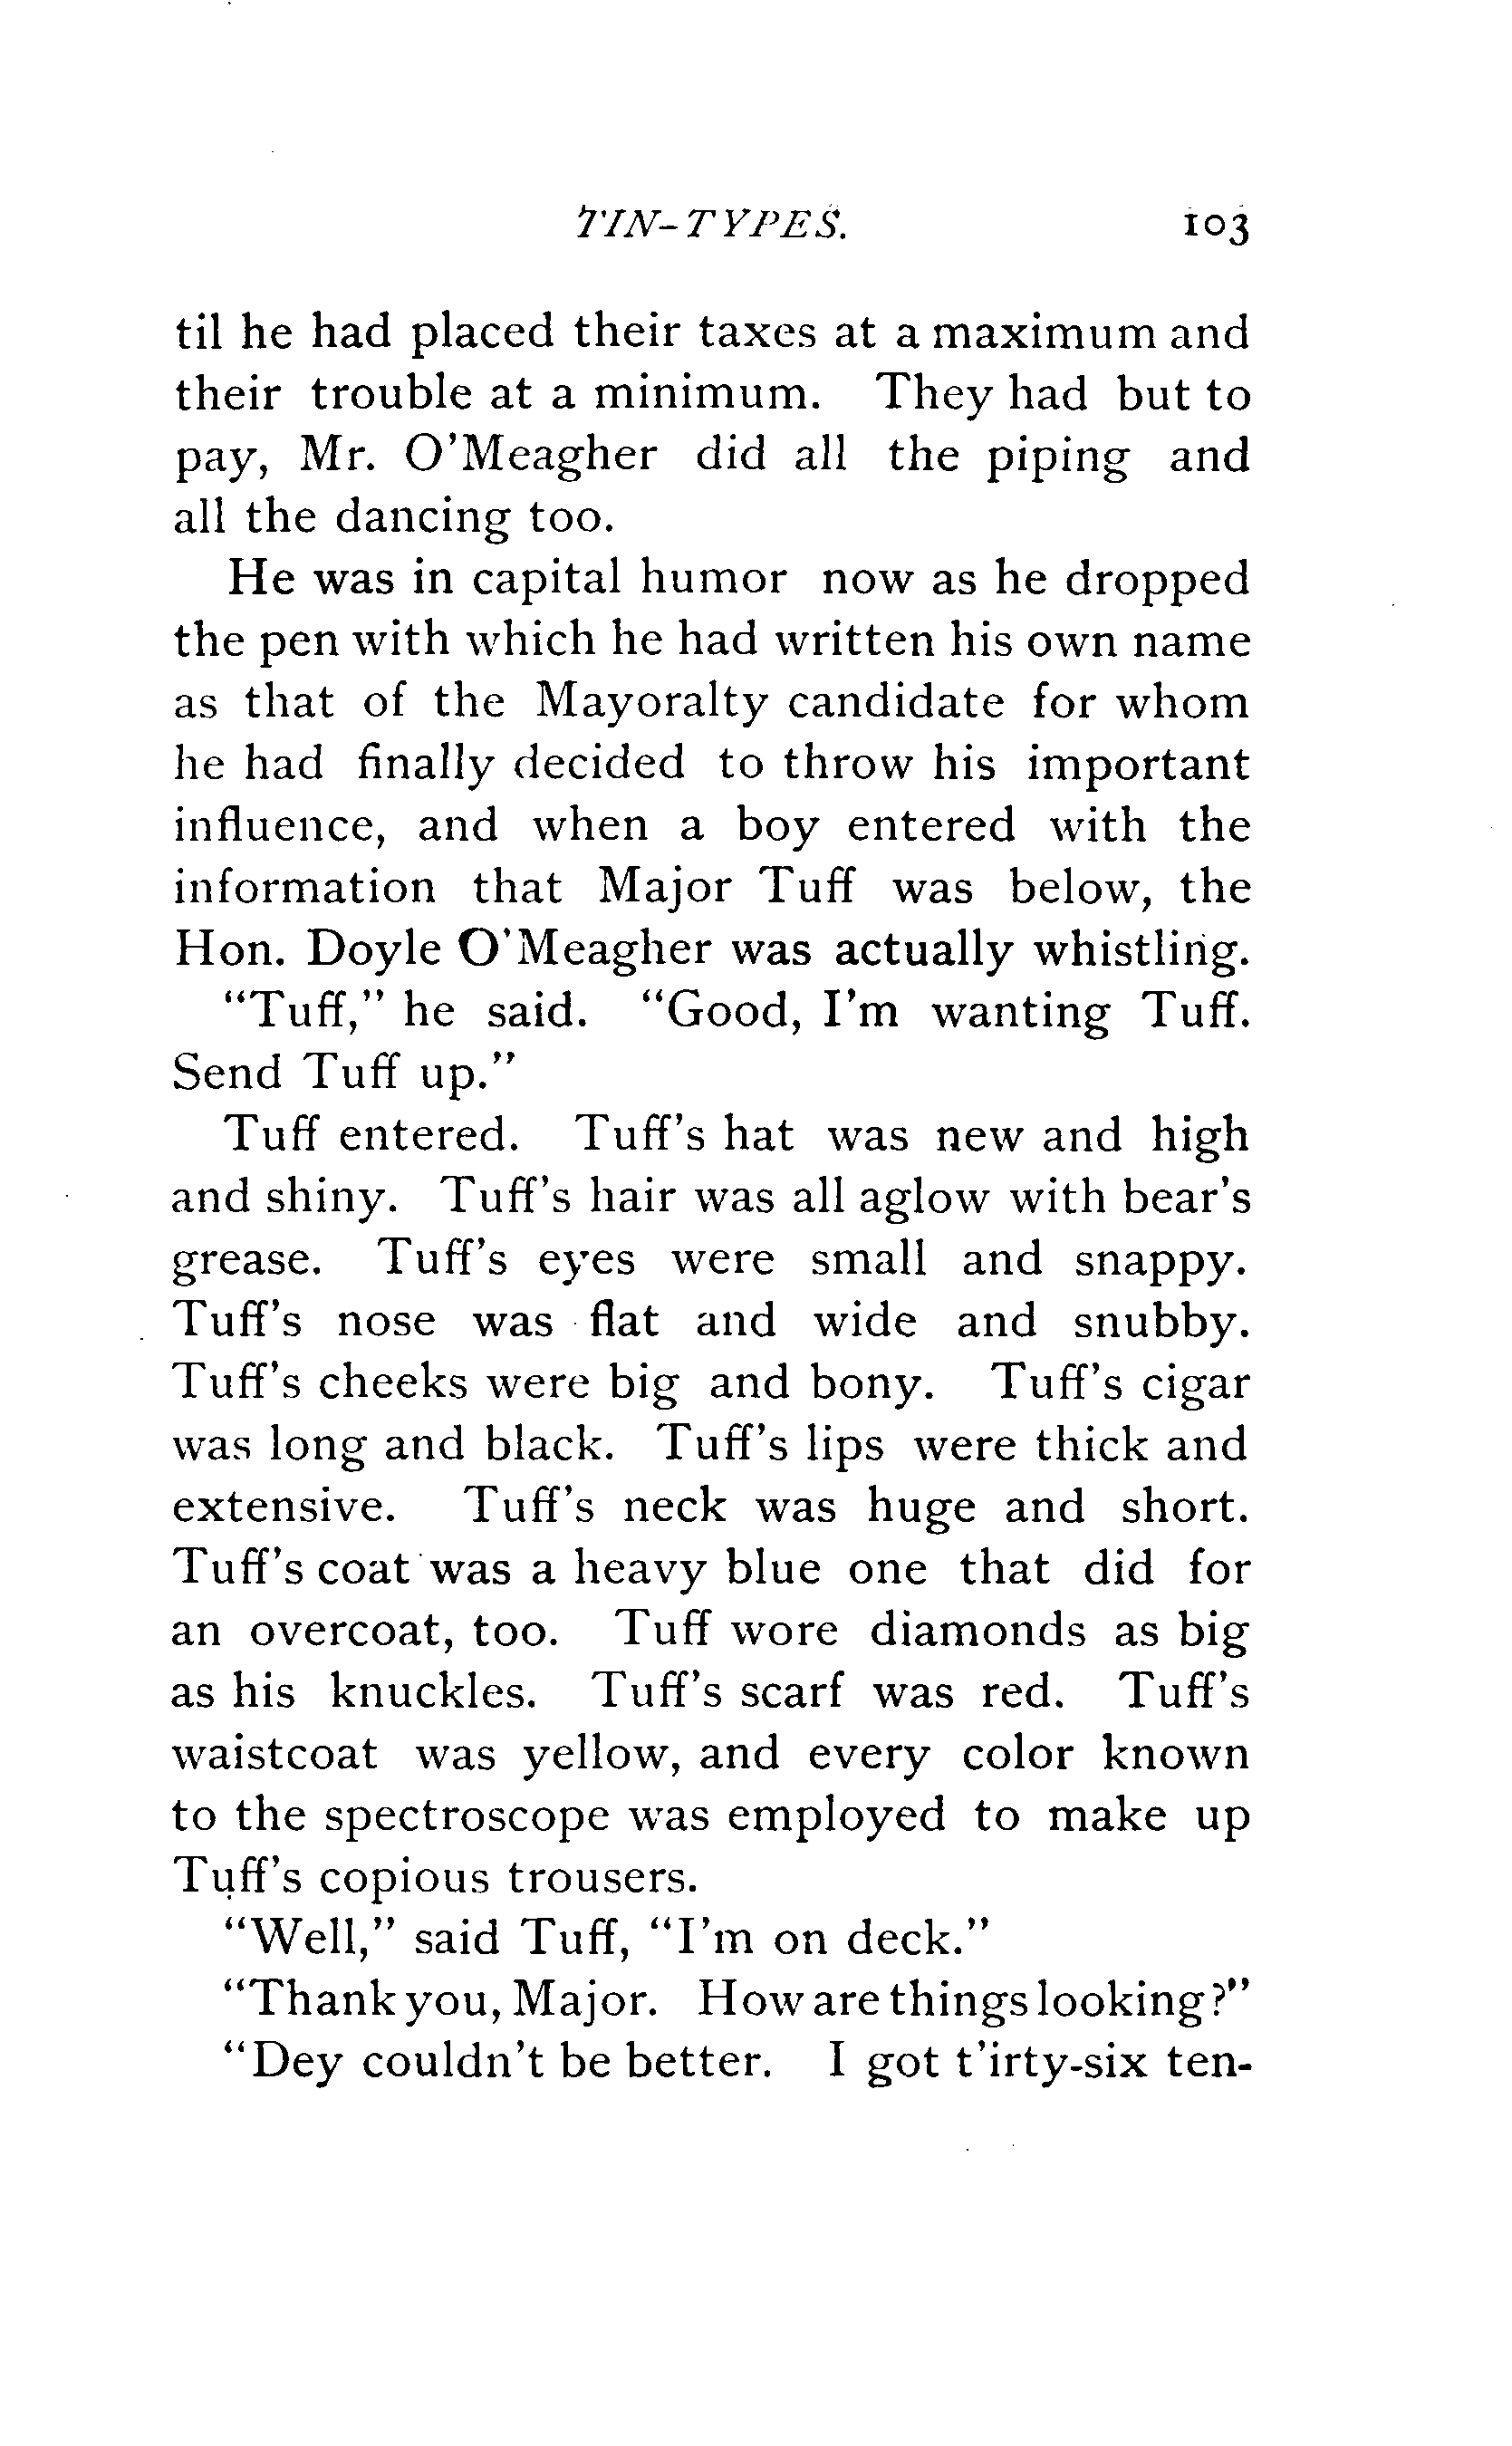 TIN-TYPES. 103
til he had placed their taxes at a maximum and
their trouble at a minimum. They had but to
pay, Mr. O'Meagher did all the piping and
all the dancing too.
He was in capital humor now as he dropped
the pen with which he had written his own name
as that of the Mayoralty candidate for whom
he had finally decided to throw his important
influence, and when a boy entered with the
information that Major Tuff was below, the
Hon. Doyle O'Meagher was actually whistling.
"Tuff," he said. "Good, I'm wanting Tuff.
Send Tuff up."
Tuff entered. Tuff's hat was new and high
and shiny. Tuff's hair was all aglow with bear's
grease. Tuff's eyes were small and snappy.
Tuff's nose was flat and wide and snubby.
Tuff's cheeks were big and bony. Tuff's cigar
was long and black. Tuff's lips were thick and
extensive. Tuff's neck was huge and short.
Tuff's coat was a heavy blue one that did for
an overcoat, too. Tuff wore diamonds as big
as his knuckles. Tuff's scarf was red. Tuff's
waistcoat was yellow, and every color known
to the spectroscope was employed to make up
Tuff's copious trousers.
"Well," said Tuff, "I'm on deck."
"Thank you, Major. How are things looking?"
"Dey couldn't be better. I got t'irty-six ten-